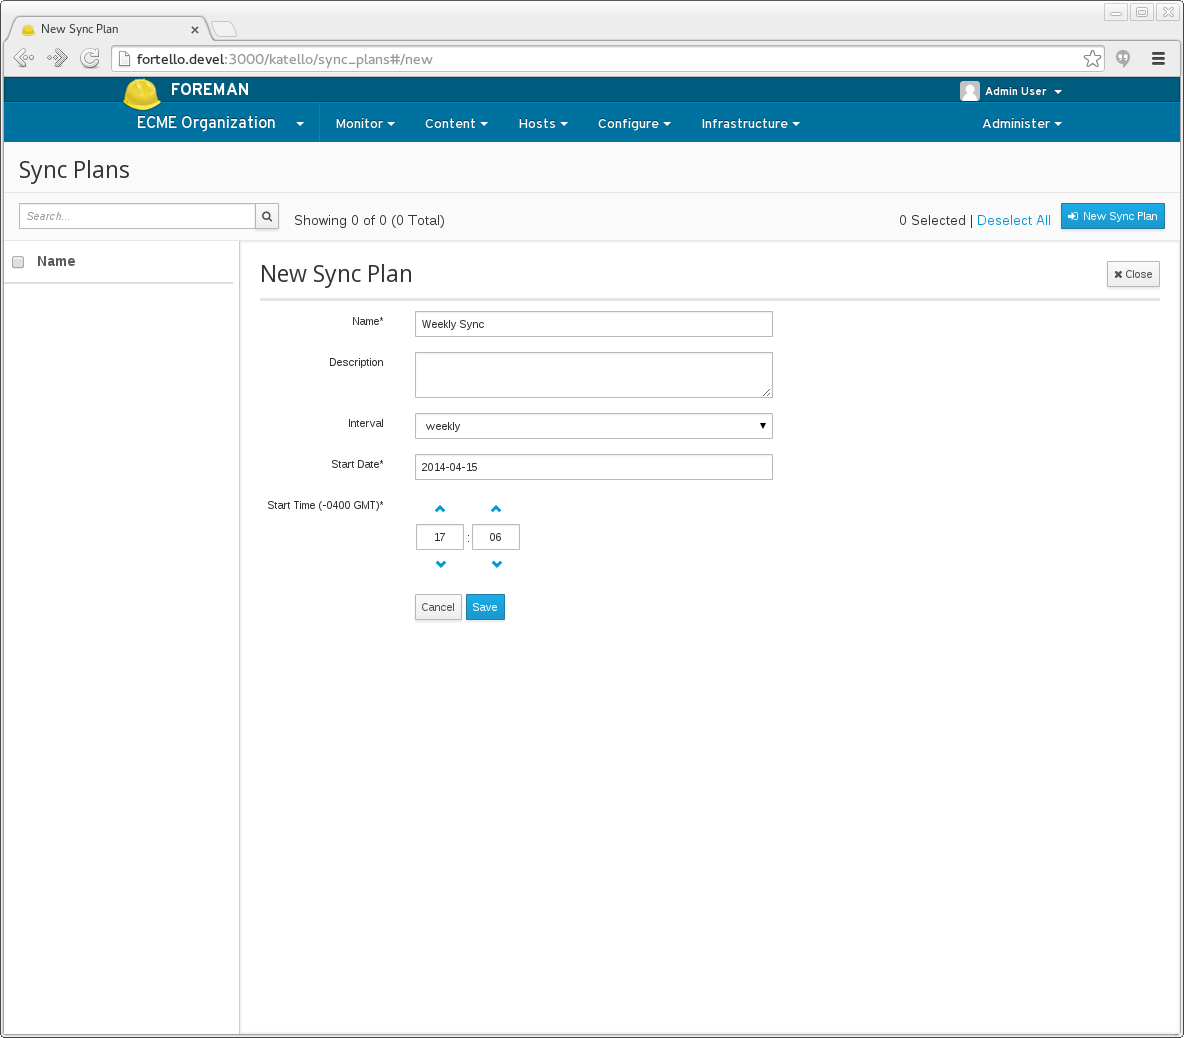 New Sync Plan
fortello.devel:3000/katello/sync_plans#/new
FOREMAN
Admin User
ECME Organization Monitor Content Hosts Configure Infrastructure Administer
Sync Plans
Search...
Showing 0 of 0 (0 Total)
0 Selected | Deselect All
New Sync Plan
Name
New Sync Plan
Close
Name*
Weekly Sync
Description
Interval
weekly
Start Date*
2014-04-15
Start Time (-0400 GMT)*
17 : 06
Cancel
Save